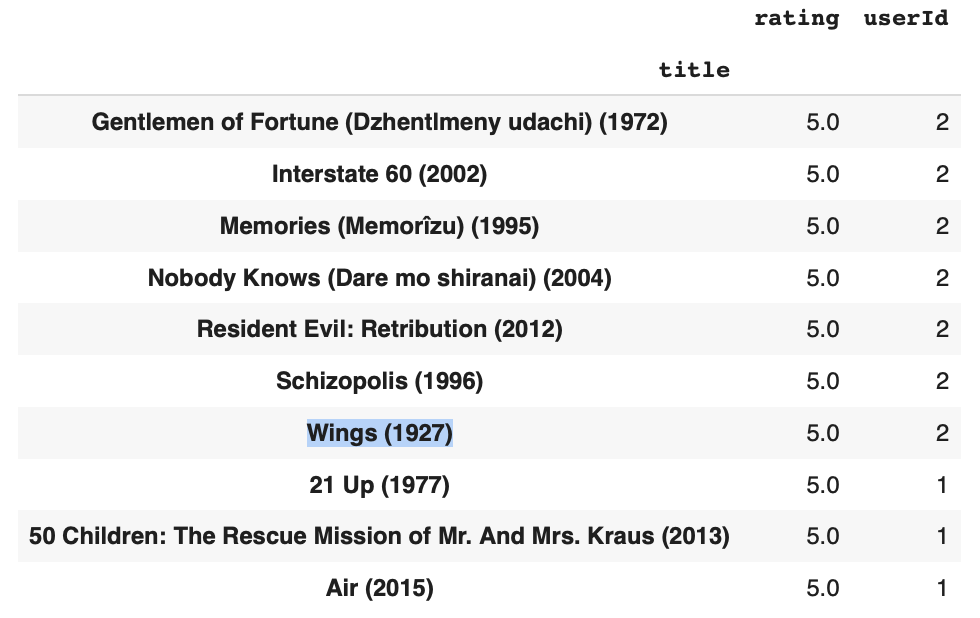 rating userId
title
Gentlemen of Fortune (Dzhentlmeny udachi) (1972) 5.0 2
Interstate 60 (2002) 5.0 2
Memories (Memorîzu) (1995) 5.0 2
Nobody Knows (Dare mo shiranai) (2004) 5.0 2
Resident Evil: Retribution (2012) 5.0 2
Schizopolis (1996) 5.0 2
Wings (1927) 5.0 2
21 Up (1977) 5.0 1
50 Children: The Rescue Mission of Mr. And Mrs. Kraus (2013) 5.0 1
Air (2015) 5.0 1